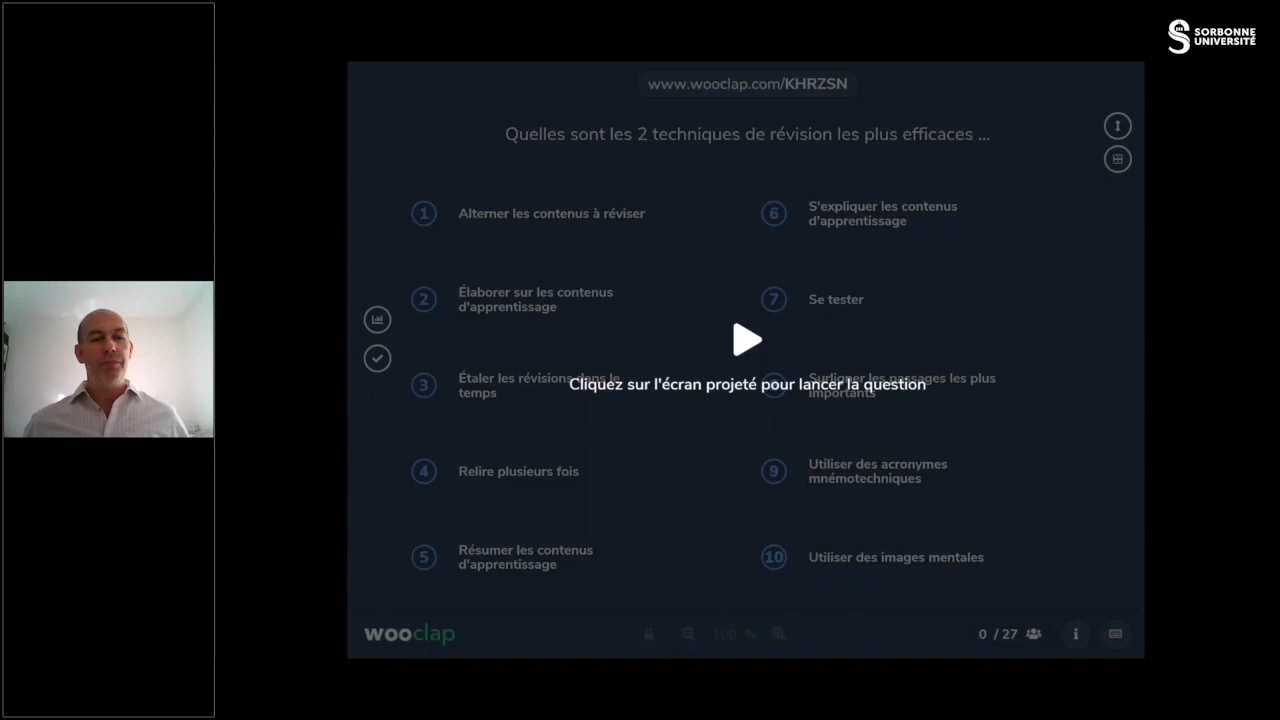 SORBONNE
UNIVERSITÉ
www.wooclap.com/KHRZSN
Quelles sont les 2 techniques de révision les plus efficaces ...
1 Alterner les contenus à réviser
2 Élaborer sur les contenus
d'apprentissage
3 Étaler les révisions dans le
temps
4 Relire plusieurs fois
5 Résumer les contenus
d'apprentissage
6 S'expliquer les contenus
d'apprentissage
7 Se tester
Cliquez sur l'écran projeté pour lancer la question
Surligner les passages les plus
importants
9 Utiliser des acronymes
mnémotechniques
10 Utiliser des images mentales
wooclap
100 %
0 / 27